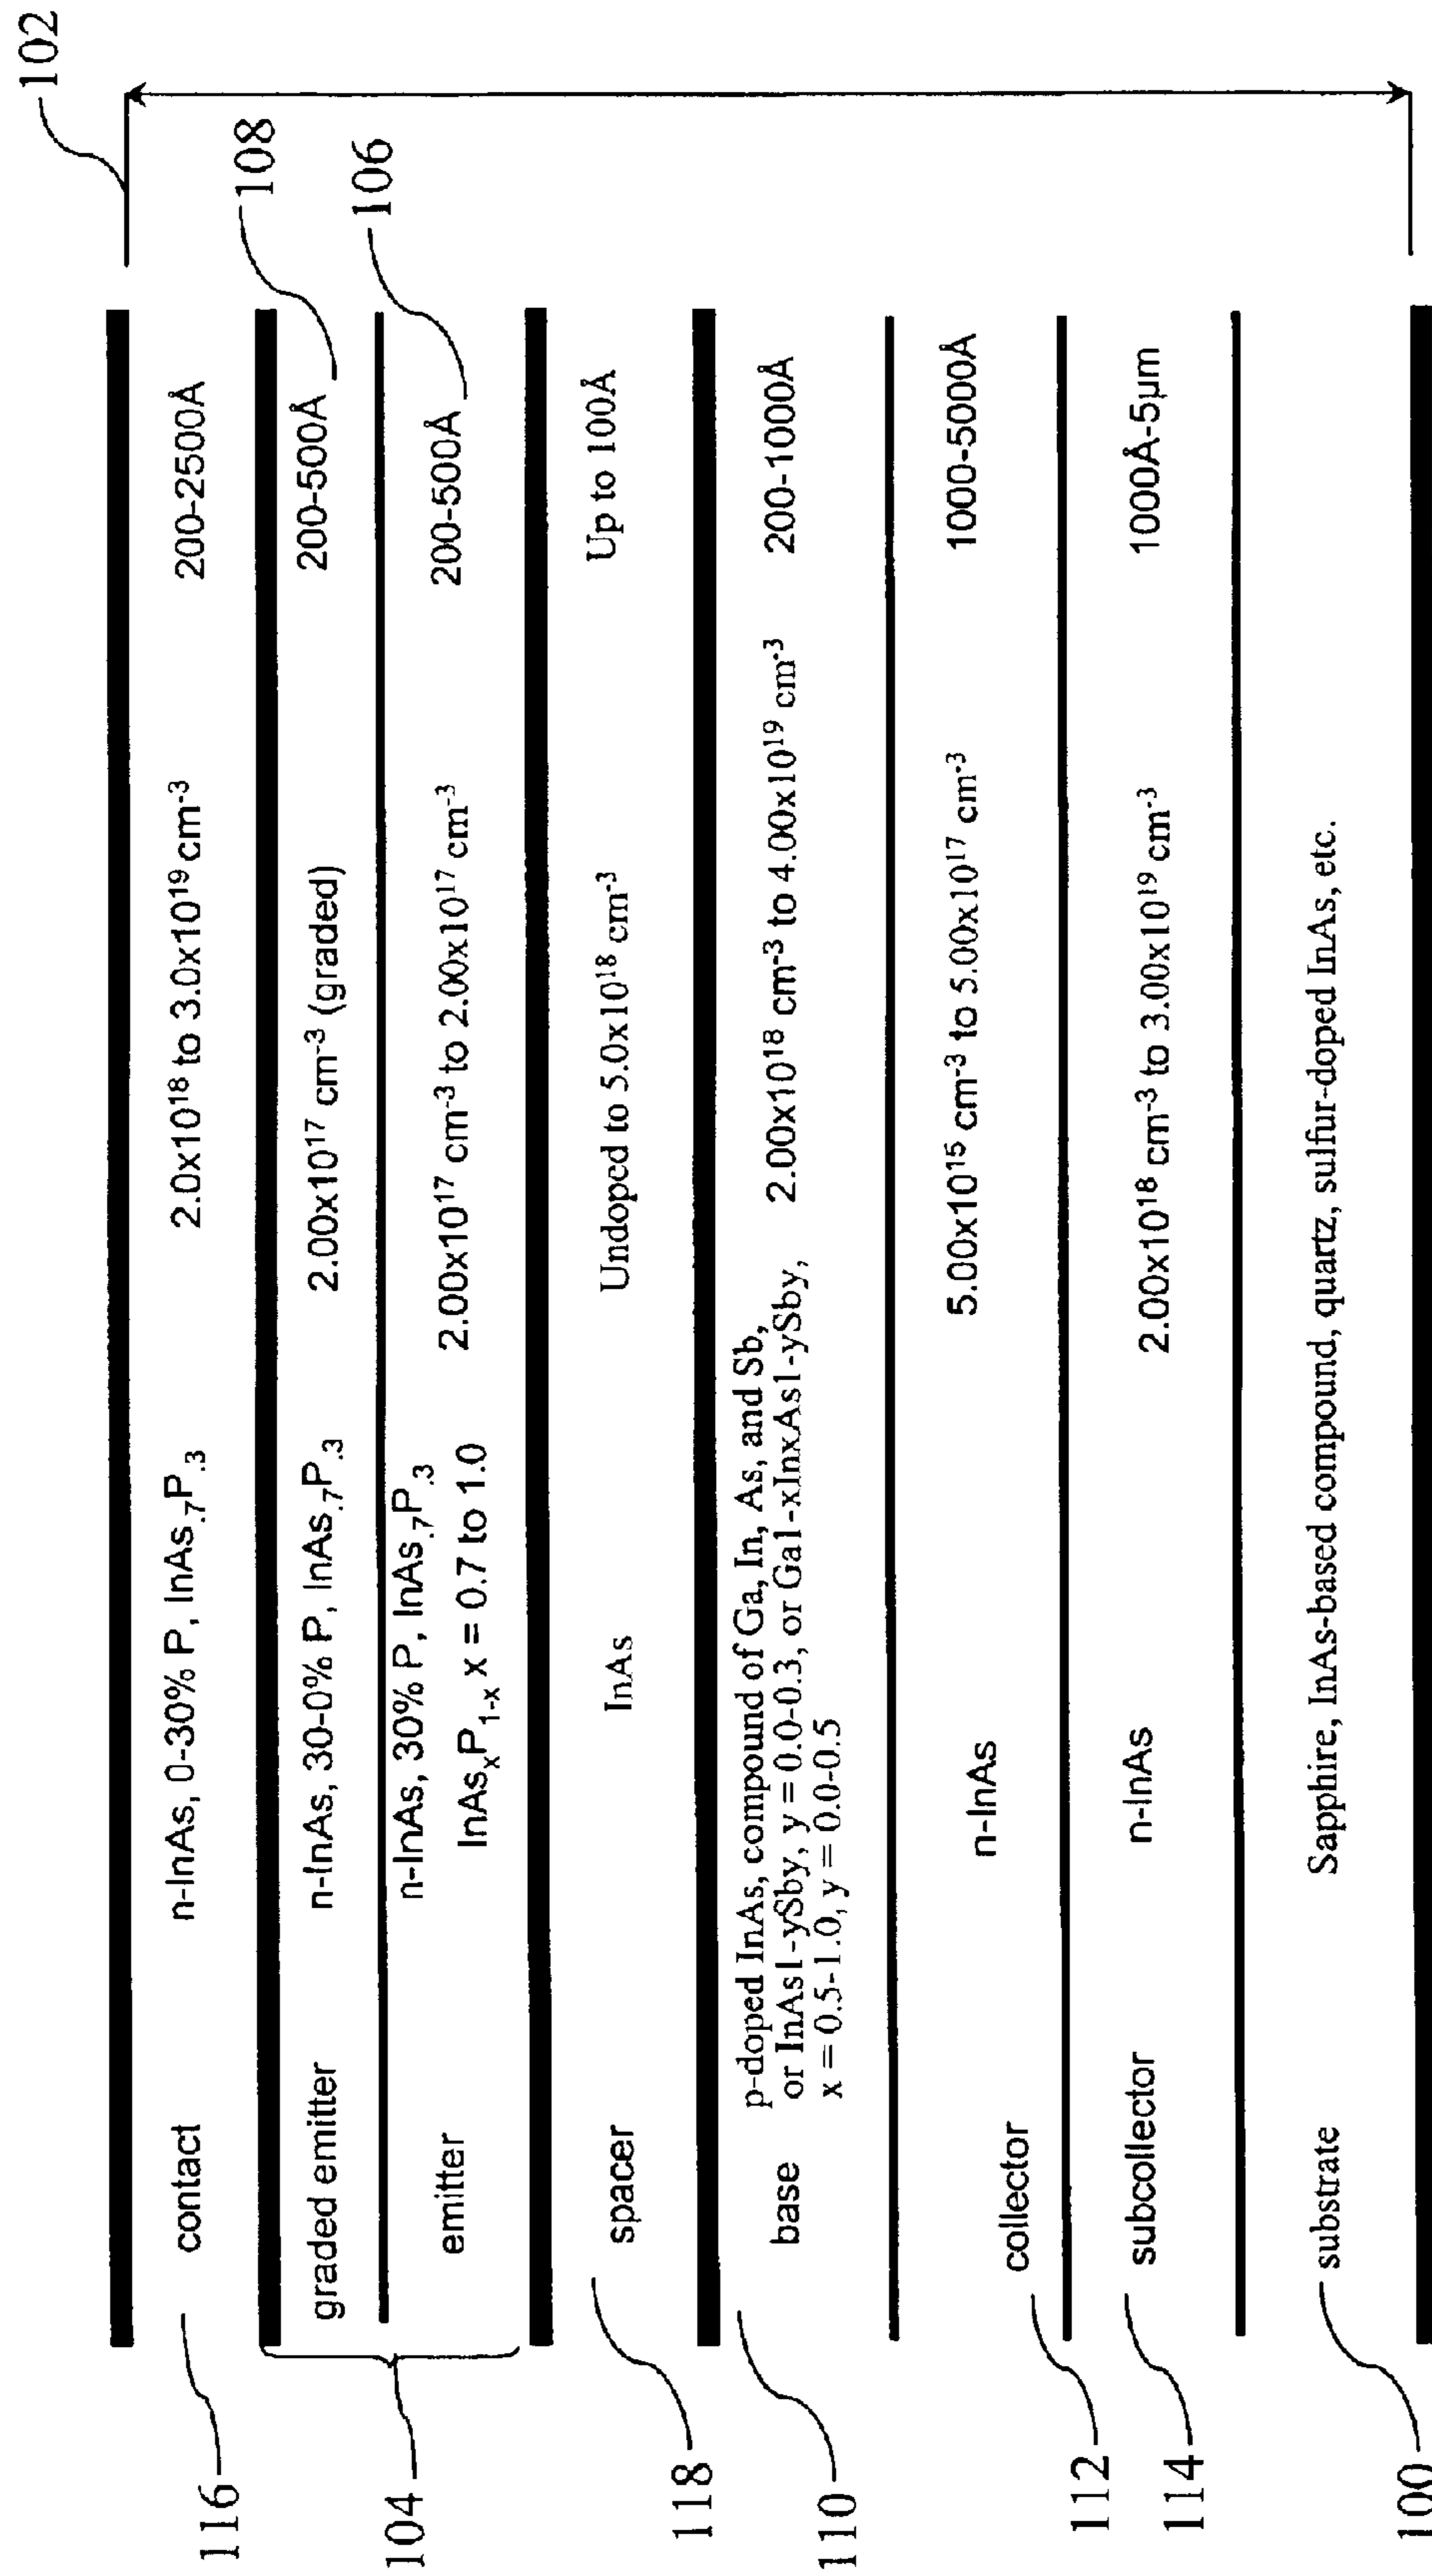 102
116
contact
n-InAs, 0-30% P, InAs.7P.3
2.0x10^18 to 3.0x10^19 cm^-3
200-2500Å
104
graded emitter
n-InAs, 30-0% P, InAs.7P.3
2.00x10^17 cm^-3 (graded)
200-500Å
108
emitter
n-InAs, 30% P, InAs.7P.3
InAsxP1-x x = 0.7 to 1.0
2.00x10^17 cm^-3 to 2.00x10^17 cm^-3
200-500Å
106
118
spacer
InAs
Undoped to 5.0x10^18 cm^-3
Up to 100Å
110
base
p-doped InAs, compound of Ga, In, As, and Sb,
or InAs1-ySby, y = 0.0-0.3, or Ga1-xInxAs1-ySby,
x = 0.5-1.0, y = 0.0-0.5
2.00x10^18 cm^-3 to 4.00x10^19 cm^-3
200-1000Å
112
collector
n-InAs
5.00x10^15 cm^-3 to 5.00x10^17 cm^-3
1000-5000Å
114
subcollector
n-InAs
2.00x10^18 cm^-3 to 3.00x10^19 cm^-3
1000Å-5µm
100
substrate
Sapphire, InAs-based compound, quartz, sulfur-doped InAs, etc.